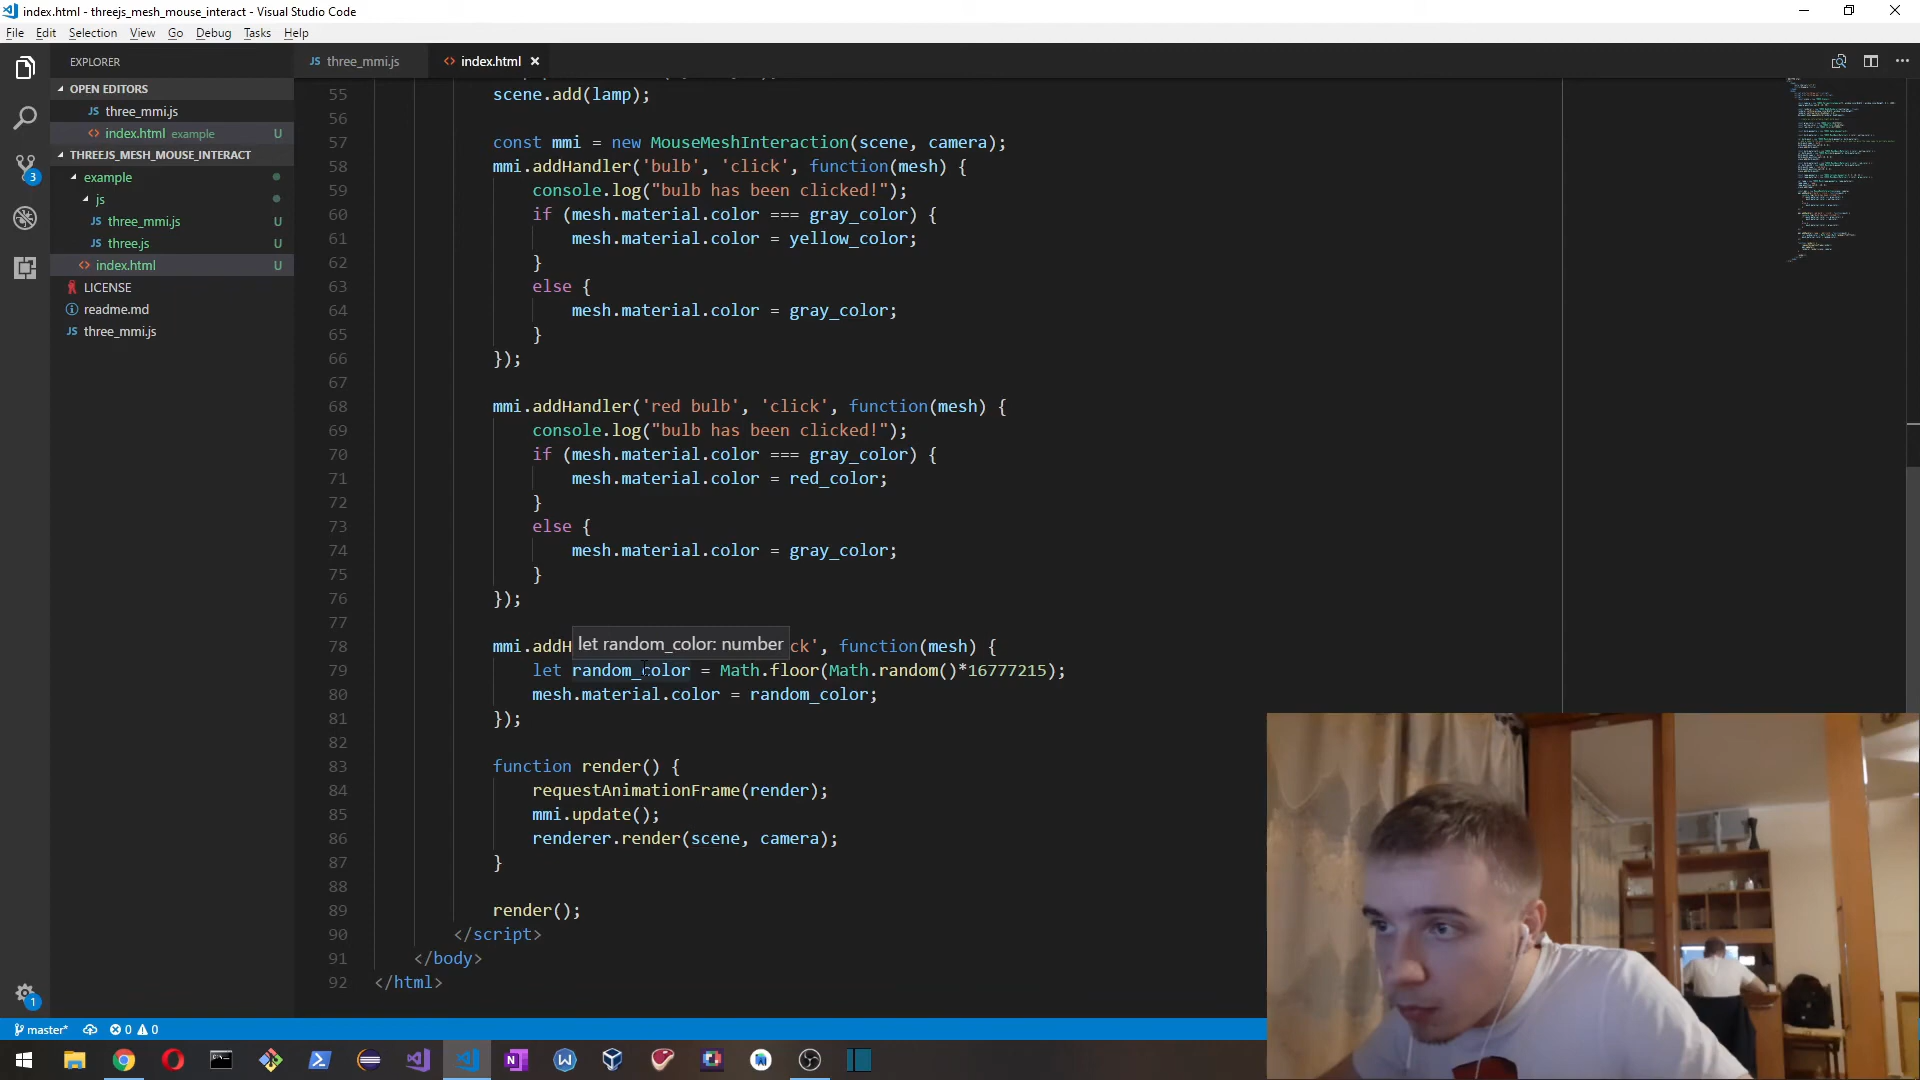 index.html - threejs_mesh_mouse_interact - Visual Studio Code
File Edit Selection View Go Debug Tasks Help
EXPLORER
OPEN EDITORS
JS three_mmi.js
<> index.html example U
THREEJS_MESH_MOUSE_INTERACT
example
js
JS three_mmi.js U
JS three.js U
<> index.html U
LICENSE
readme.md
JS three_mmi.js
3
1
JS three_mmi.js
<> index.html
55 scene.add(lamp);
56
57 const mmi = new MouseMeshInteraction(scene, camera);
58 mmi.addHandler('bulb', 'click', function(mesh) {
59 console.log("bulb has been clicked!");
60 if (mesh.material.color === gray_color) {
61 mesh.material.color = yellow_color;
62 }
63 else {
64 mesh.material.color = gray_color;
65 }
66 });
67
68 mmi.addHandler('red bulb', 'click', function(mesh) {
69 console.log("bulb has been clicked!");
70 if (mesh.material.color === gray_color) {
71 mesh.material.color = red_color;
72 }
73 else {
74 mesh.material.color = gray_color;
75 }
76 });
77
let random_color: number
78 mmi.addH ck', function(mesh) {
79 let random_color = Math.floor(Math.random()*16777215);
80 mesh.material.color = random_color;
81 });
82
83 function render() {
84 requestAnimationFrame(render);
85 mmi.update();
86 renderer.render(scene, camera);
87 }
88
89 render();
90 </script>
91 </body>
92 </html>
master* 0 0